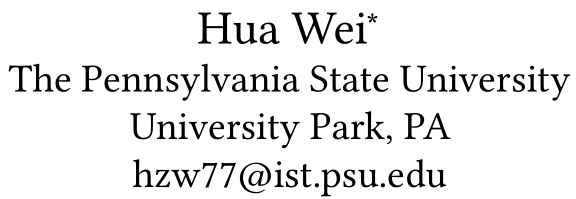 Hua Wei*
The Pennsylvania State University
University Park, PA
hzw77@ist.psu.edu